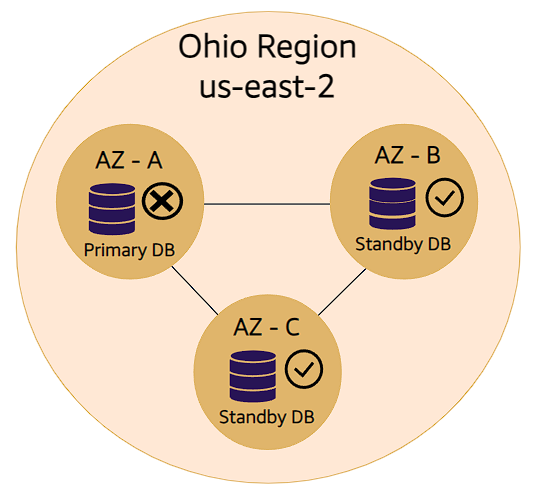 Ohio Region
us-east-2
AZ - A
Primary DB
AZ - B
Standby DB
AZ - C
Standby DB